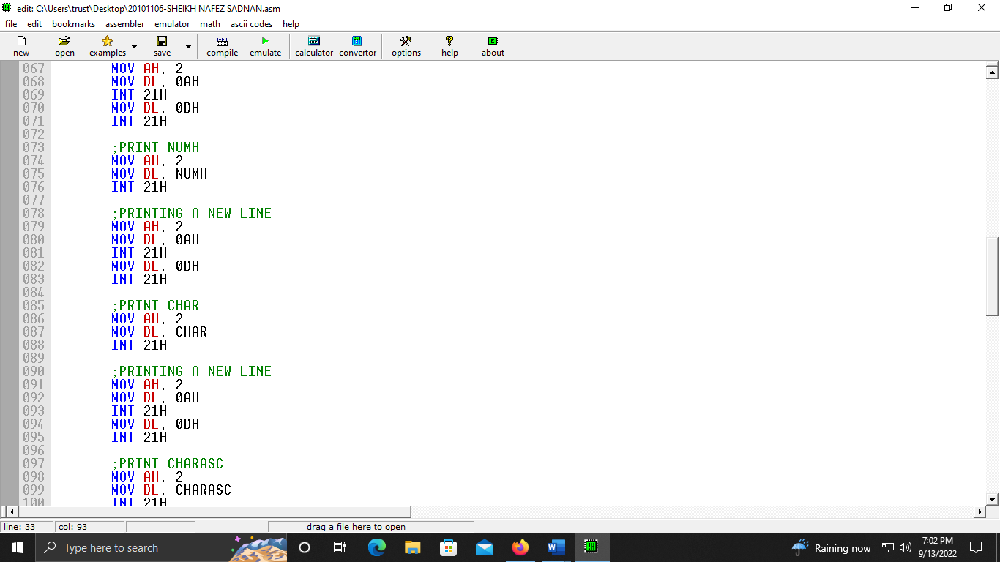 edit: C:\Users\trust\Desktop\20101106-SHEIKH NAFEZ SADNAN.asm
file edit bookmarks assembler emulator math ascii codes help
new open examples save compile emulate calculator convertor options help about
067 MOV AH, 2
068 MOV DL, 0AH
069 INT 21H
070 MOV DL, 0DH
071 INT 21H
072
073 ;PRINT NUMH
074 MOV AH, 2
075 MOV DL, NUMH
076 INT 21H
077
078 ;PRINTING A NEW LINE
079 MOV AH, 2
080 MOV DL, 0AH
081 INT 21H
082 MOV DL, 0DH
083 INT 21H
084
085 ;PRINT CHAR
086 MOV AH, 2
087 MOV DL, CHAR
088 INT 21H
089
090 ;PRINTING A NEW LINE
091 MOV AH, 2
092 MOV DL, 0AH
093 INT 21H
094 MOV DL, 0DH
095 INT 21H
096
097 ;PRINT CHARASC
098 MOV AH, 2
099 MOV DL, CHARASC
100 INT 21H
line: 33 col: 93 drag a file here to open
Type here to search Raining now 7:02 PM
9/13/2022